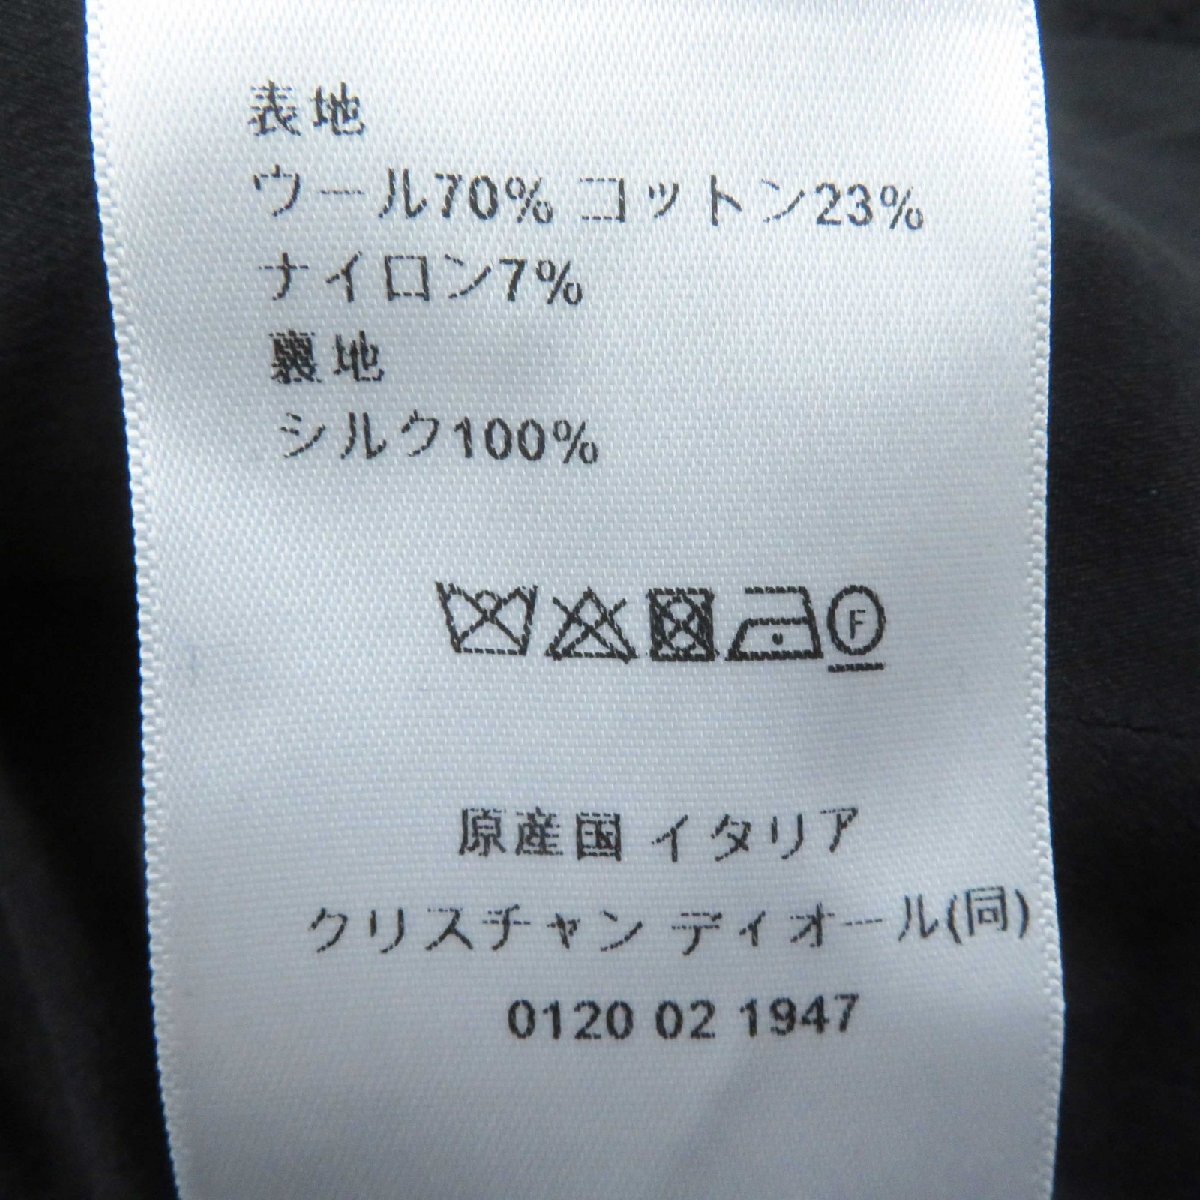 表地
ウール70% コットン23%
ナイロン7%
裏地
シルク100%
F
原産国 イタリア
クリスチャン ディオール(同)
0120 02 1947